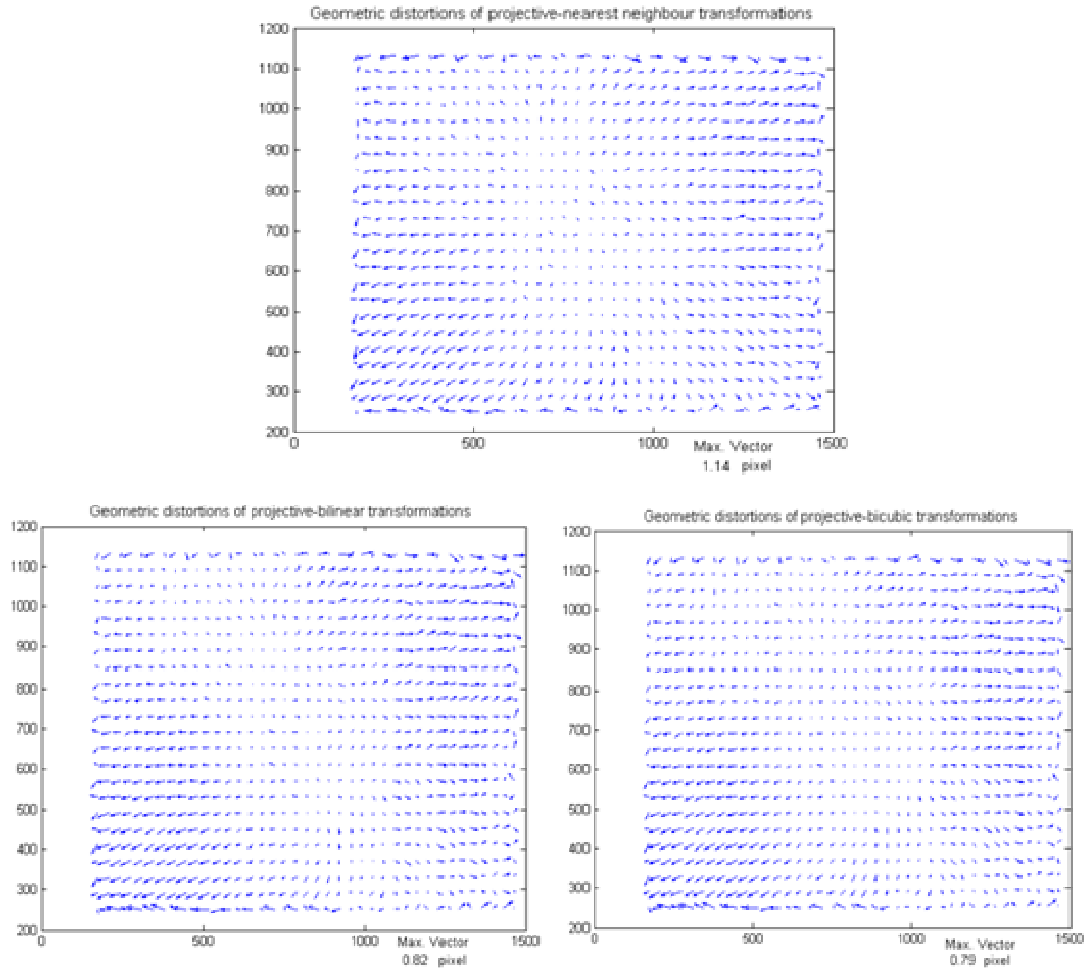 Geometric distortions of projective-nearest neighbour transformations
1200
1100
1000
900
800
700
600
500
400
300
200
0 500 1000 1500
Max. Vector
1.14 pixel
Geometric distortions of projective-bilinear transformations
1200
1100
1000
900
800
700
600
500
400
300
200
0 500 1000 1500
Max. Vector
0.82 pixel
Geometric distortions of projective-bicubic transformations
1200
1100
1000
900
800
700
600
500
400
300
200
0 500 1000 1500
Max. Vector
0.79 pixel